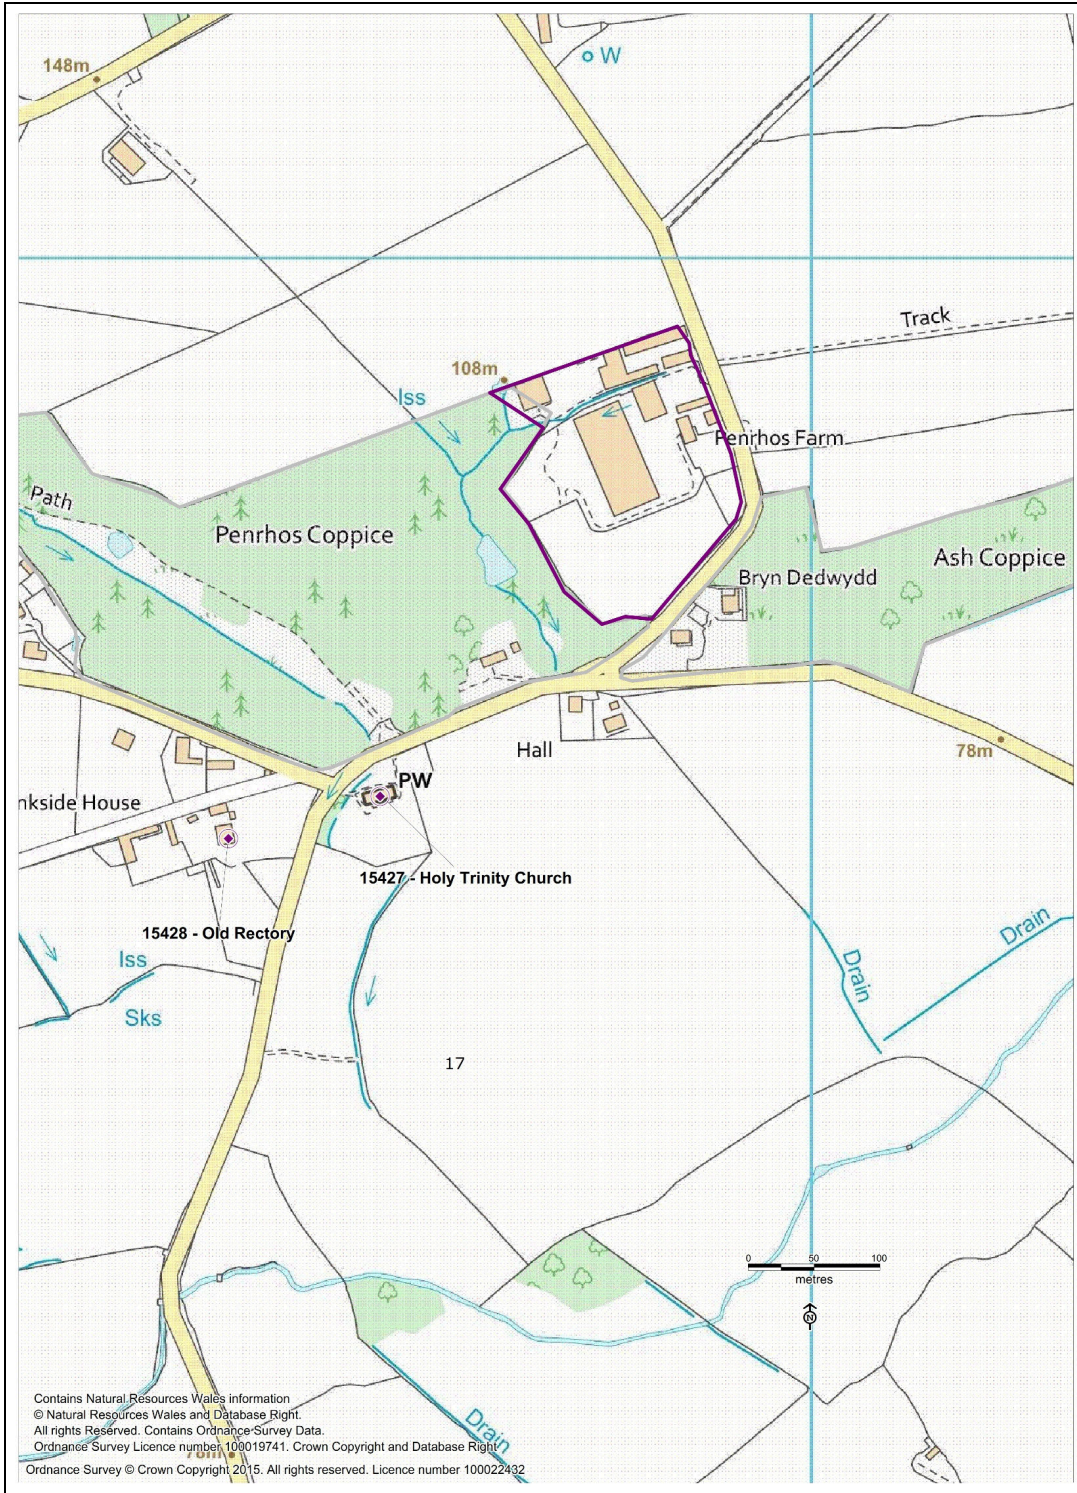 148m
W
Track
108m
Iss
Penrhos Farm
Path
Penrhos Coppice
Ash Coppice
Bryn Dedwydd
Hall
78m
PW
nkside House
15427 - Holy Trinity Church
15428 - Old Rectory
Iss
Sks
Drain
Drain
17
0 50 100
metres
N
Contains Natural Resources Wales information
© Natural Resources Wales and Database Right.
All rights Reserved. Contains Ordnance Survey Data.
Drain
Ordnance Survey Licence number 100019741. Crown Copyright and Database Right
Ordnance Survey © Crown Copyright 2015. All rights reserved. Licence number 100022432